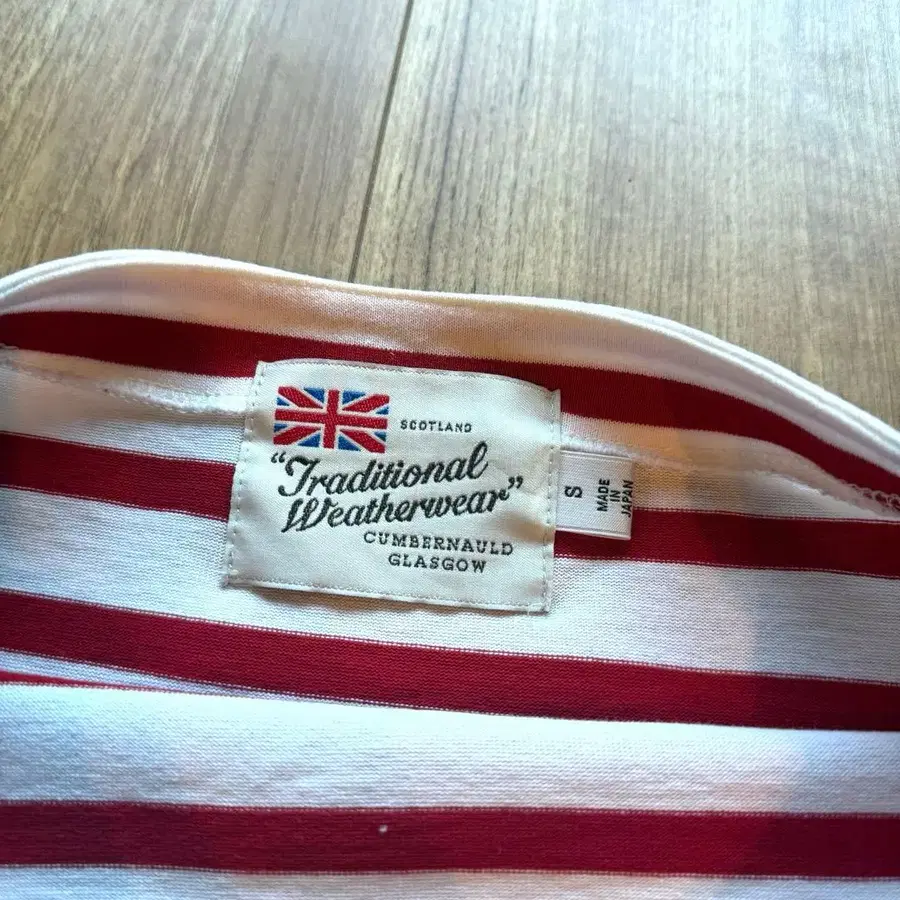 SCOTLAND
"Traditional
Weatherwear"
CUMBERNAULD
GLASGOW
S
MADE
IN
JAPAN